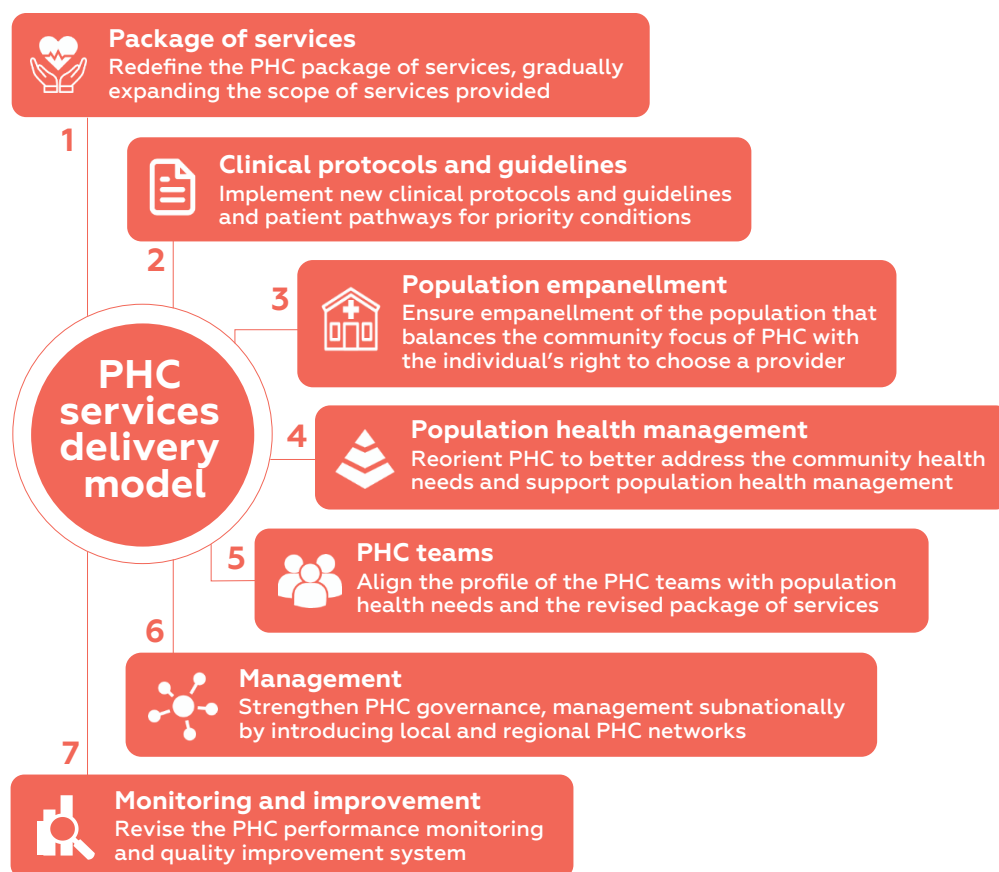 Package of services
Redefine the PHC package of services, gradually
expanding the scope of services provided
1
Clinical protocols and guidelines
Implement new clinical protocols and guidelines
and patient pathways for priority conditions
2
Population empanellment
Ensure empanellment of the population that
balances the community focus of PHC with
the individual’s right to choose a provider
3
PHC
services
delivery
model
Population health management
Reorient PHC to better address the community health
needs and support population health management
4
PHC teams
Align the profile of the PHC teams with population
health needs and the revised package of services
5
6
Management
Strengthen PHC governance, management subnationally
by introducing local and regional PHC networks
7
Monitoring and improvement
Revise the PHC performance monitoring
and quality improvement system